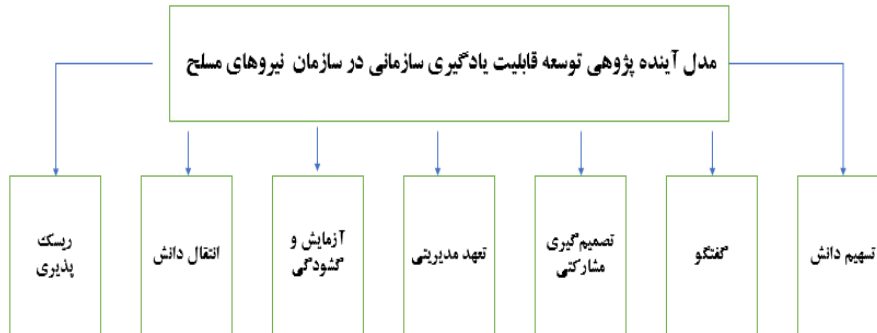 مدل آینده پژوهی توسعه قابلیت یادگیری سازمانی در سازمان نیروهای مسلح
تسهیم دانش
گفتگو
تصمیم‌گیری
مشارکتی
تعهد مدیریتی
آزمایش و
گشودگی
انتقال دانش
ریسک
پذیری